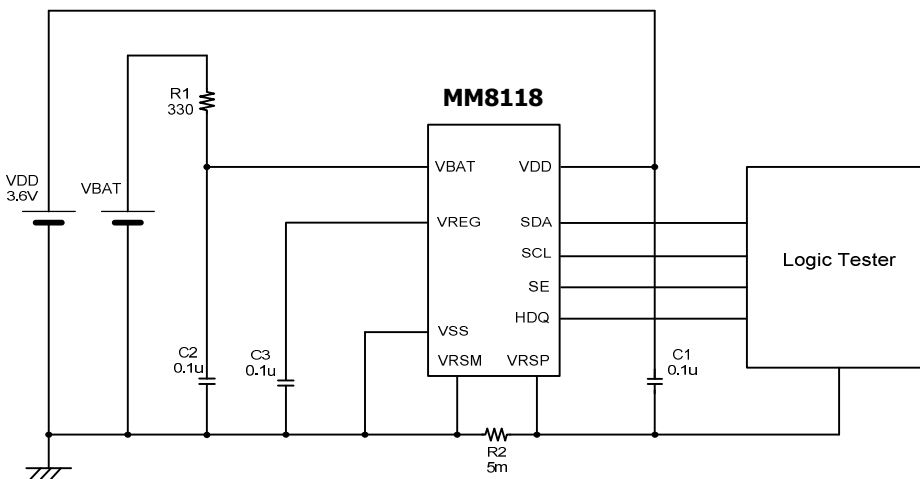 MM8118
R1
330
VDD
3.6V
VBAT
VBAT
VDD
VREG
SDA
SCL
SE
HDQ
VSS
VRSM
VRSP
Logic Tester
C2
0.1u
C3
0.1u
C1
0.1u
R2
5m